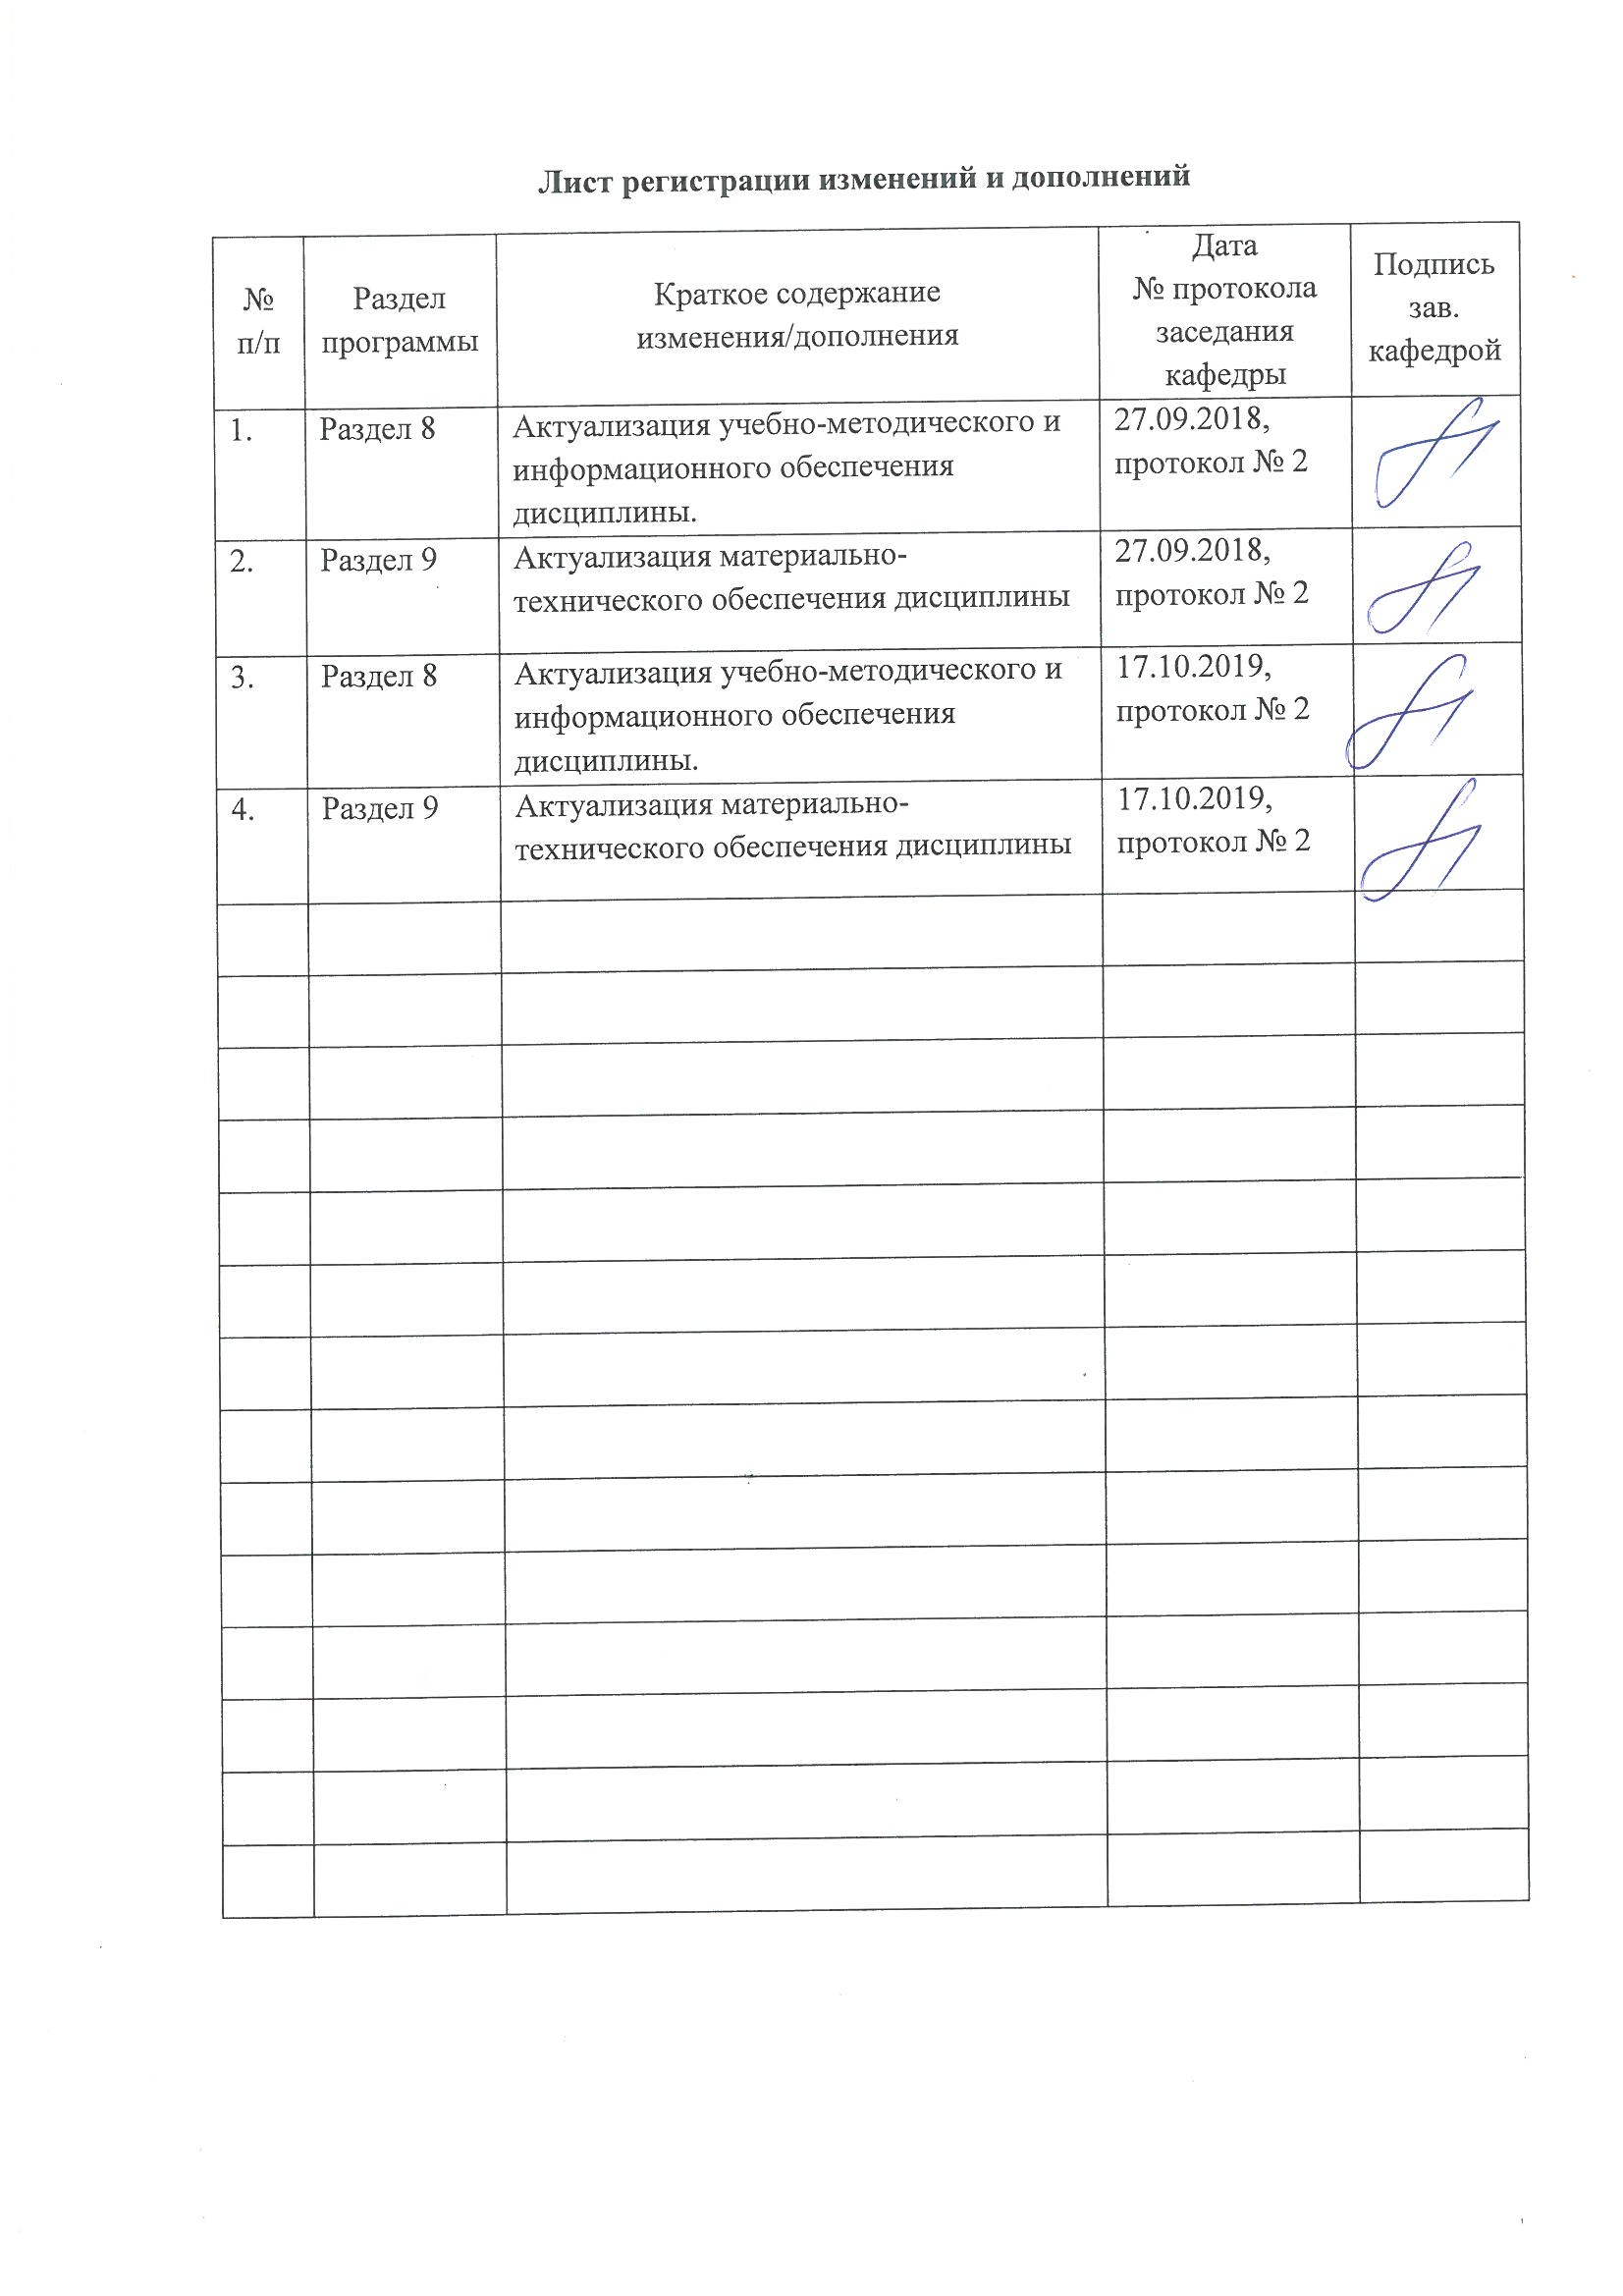 Лист регистрации изменений и дополнений
№
п/п
Раздел
программы
Краткое содержание
изменения/дополнения
Дата
№ протокола
заседания
кафедры
Подпись
зав.
кафедрой
1.
Раздел 8
Актуализация учебно-методического и
информационного обеспечения
дисциплины.
27.09.2018,
протокол № 2
2.
Раздел 9
Актуализация материально-
технического обеспечения дисциплины
27.09.2018,
протокол № 2
3.
Раздел 8
Актуализация учебно-методического и
информационного обеспечения
дисциплины.
17.10.2019,
протокол № 2
4.
Раздел 9
Актуализация материально-
технического обеспечения дисциплины
17.10.2019,
протокол № 2